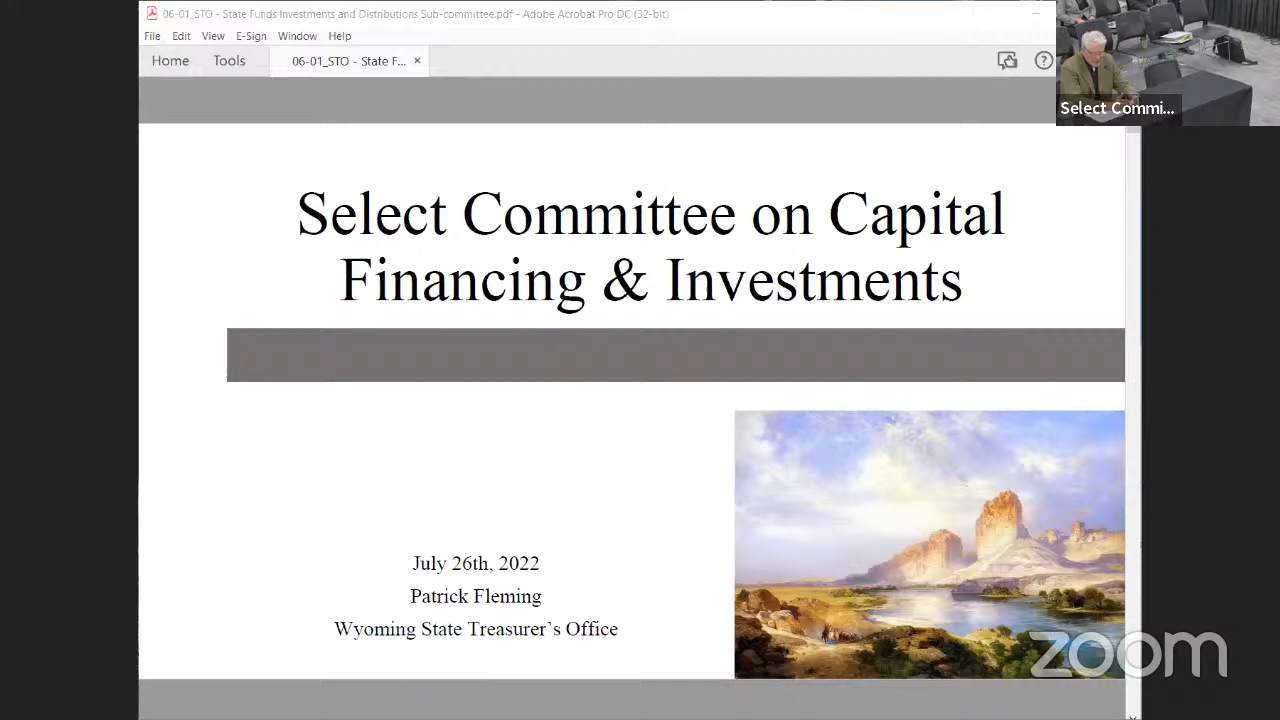 06-01_STO - State Funds Investments and Distributions Sub-committee.pdf - Adobe Acrobat Pro DC (32-bit)
File Edit View E-Sign Window Help
Home Tools 06-01_STO - State F... ×
?
Select Commi...
Select Committee on Capital
Financing & Investments
July 26th, 2022
Patrick Fleming
Wyoming State Treasurer's Office
zoom